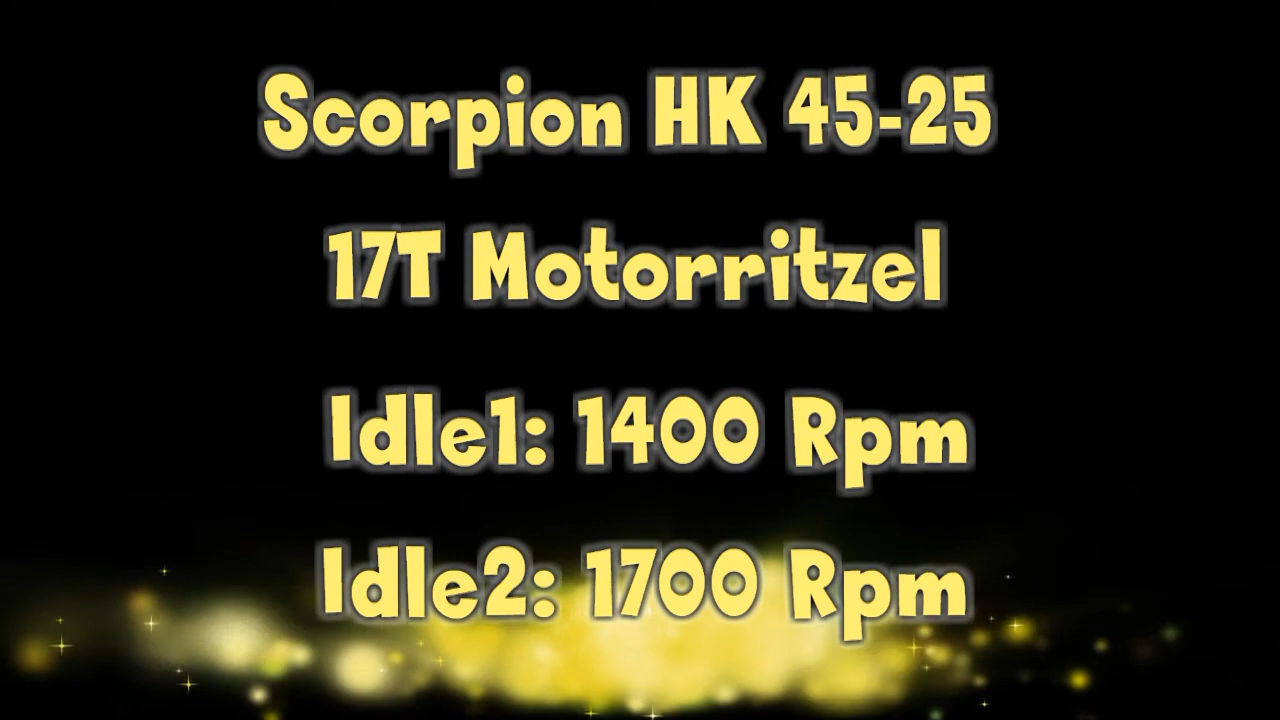 Scorpion HK 45-25
17T Motorritzel
Idle1: 1400 Rpm
Idle2: 1700 Rpm